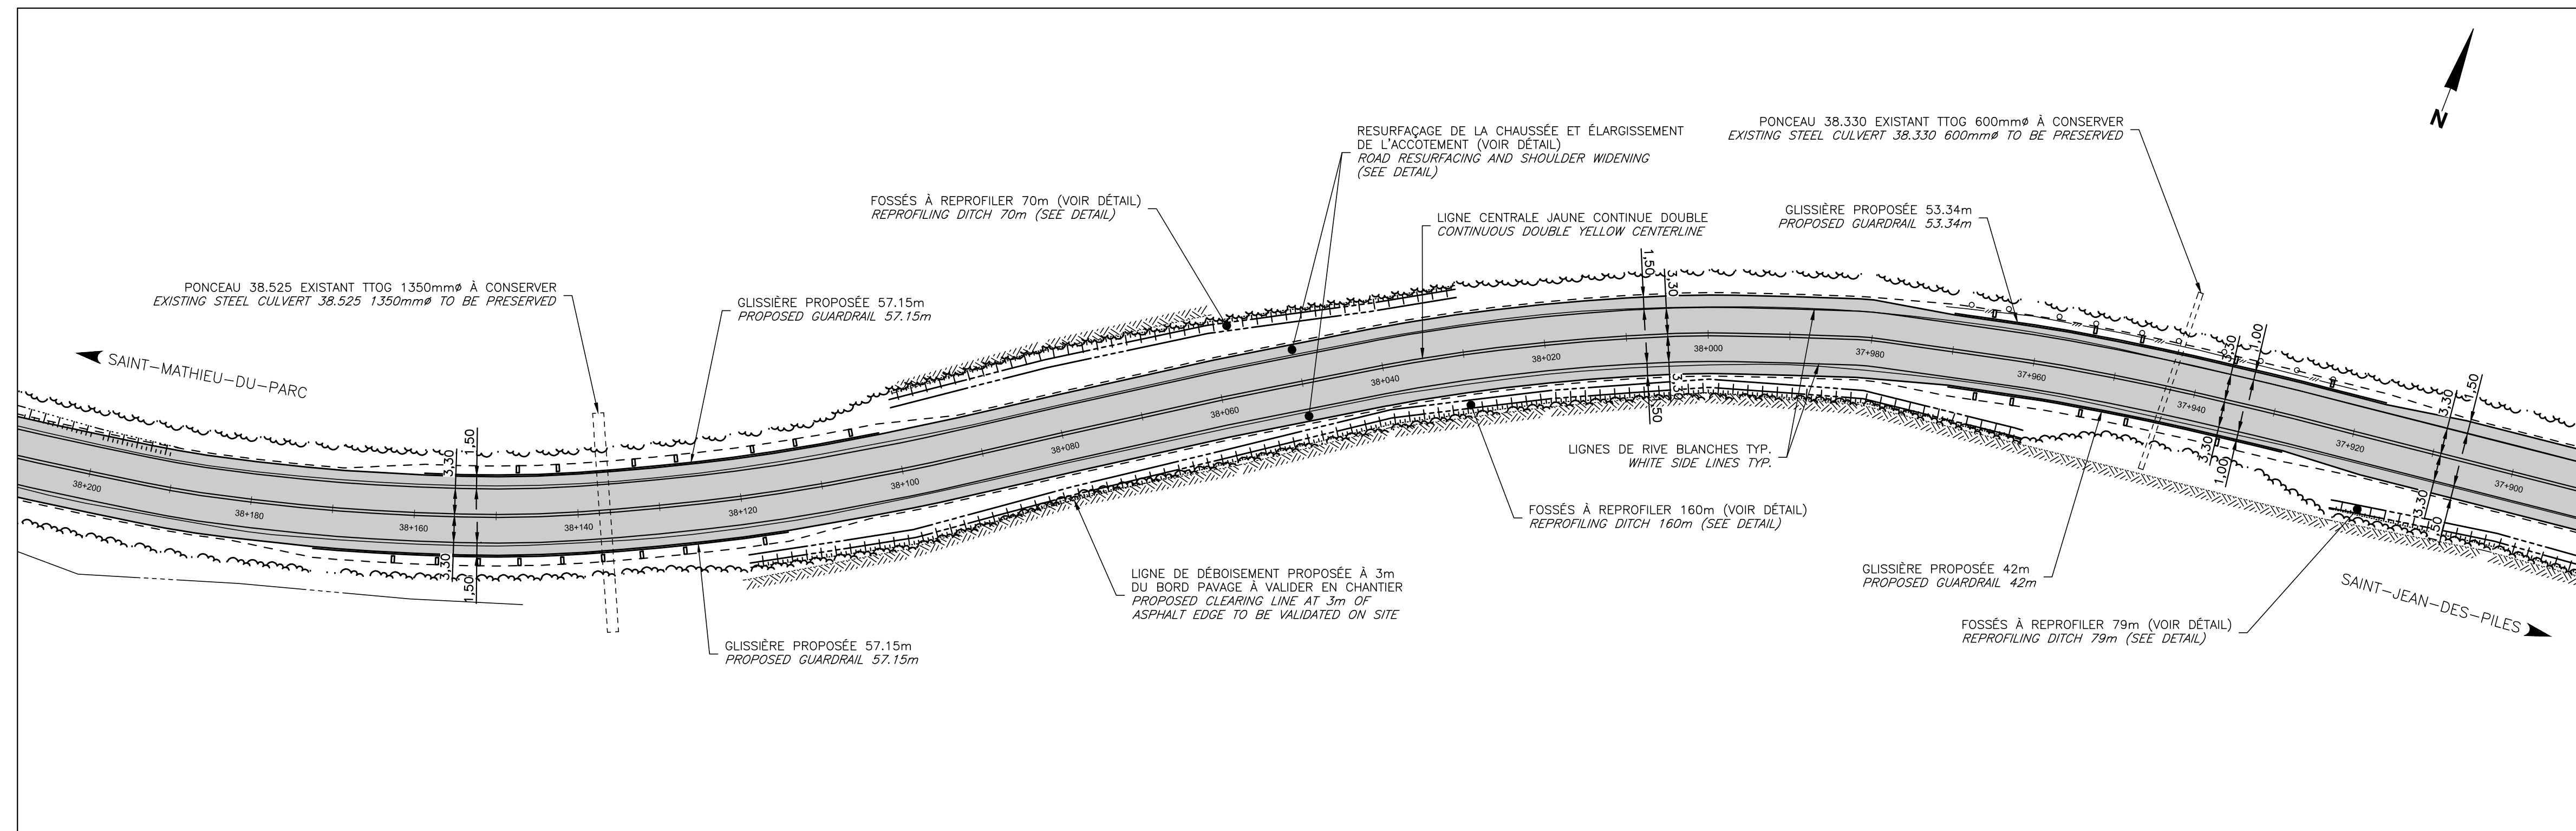 N
PONCEAU 38.330 EXISTANT TTOG 600mmø À CONSERVER
EXISTING STEEL CULVERT 38.330 600mmø TO BE PRESERVED
RESURFAÇAGE DE LA CHAUSSÉE ET ÉLARGISSEMENT
DE L'ACCOTEMENT (VOIR DÉTAIL)
ROAD RESURFACING AND SHOULDER WIDENING
(SEE DETAIL)
FOSSÉS À REPROFILER 70m (VOIR DÉTAIL)
REPROFILING DITCH 70m (SEE DETAIL)
LIGNE CENTRALE JAUNE CONTINUE DOUBLE
CONTINUOUS DOUBLE YELLOW CENTERLINE
GLISSIÈRE PROPOSÉE 53.34m
PROPOSED GUARDRAIL 53.34m
PONCEAU 38.525 EXISTANT TTOG 1350mmø À CONSERVER
EXISTING STEEL CULVERT 38.525 1350mmø TO BE PRESERVED
GLISSIÈRE PROPOSÉE 57.15m
PROPOSED GUARDRAIL 57.15m
SAINT-MATHIEU-DU-PARC
38+200
38+180
38+160
38+140
38+120
38+100
38+080
38+060
38+040
38+020
38+000
37+980
37+960
37+940
37+920
37+900
3,30
1,50
3,30
1,50
1,50
3,30
3,30
1,50
3,30
1,00
3,30
1,00
3,30
1,50
3,30
1,50
LIGNES DE RIVE BLANCHES TYP.
WHITE SIDE LINES TYP.
FOSSÉS À REPROFILER 160m (VOIR DÉTAIL)
REPROFILING DITCH 160m (SEE DETAIL)
LIGNE DE DÉBOISEMENT PROPOSÉE À 3m
DU BORD PAVAGE À VALIDER EN CHANTIER
PROPOSED CLEARING LINE AT 3m OF
ASPHALT EDGE TO BE VALIDATED ON SITE
GLISSIÈRE PROPOSÉE 42m
PROPOSED GUARDRAIL 42m
SAINT-JEAN-DES-PILES
FOSSÉS À REPROFILER 79m (VOIR DÉTAIL)
REPROFILING DITCH 79m (SEE DETAIL)
GLISSIÈRE PROPOSÉE 57.15m
PROPOSED GUARDRAIL 57.15m